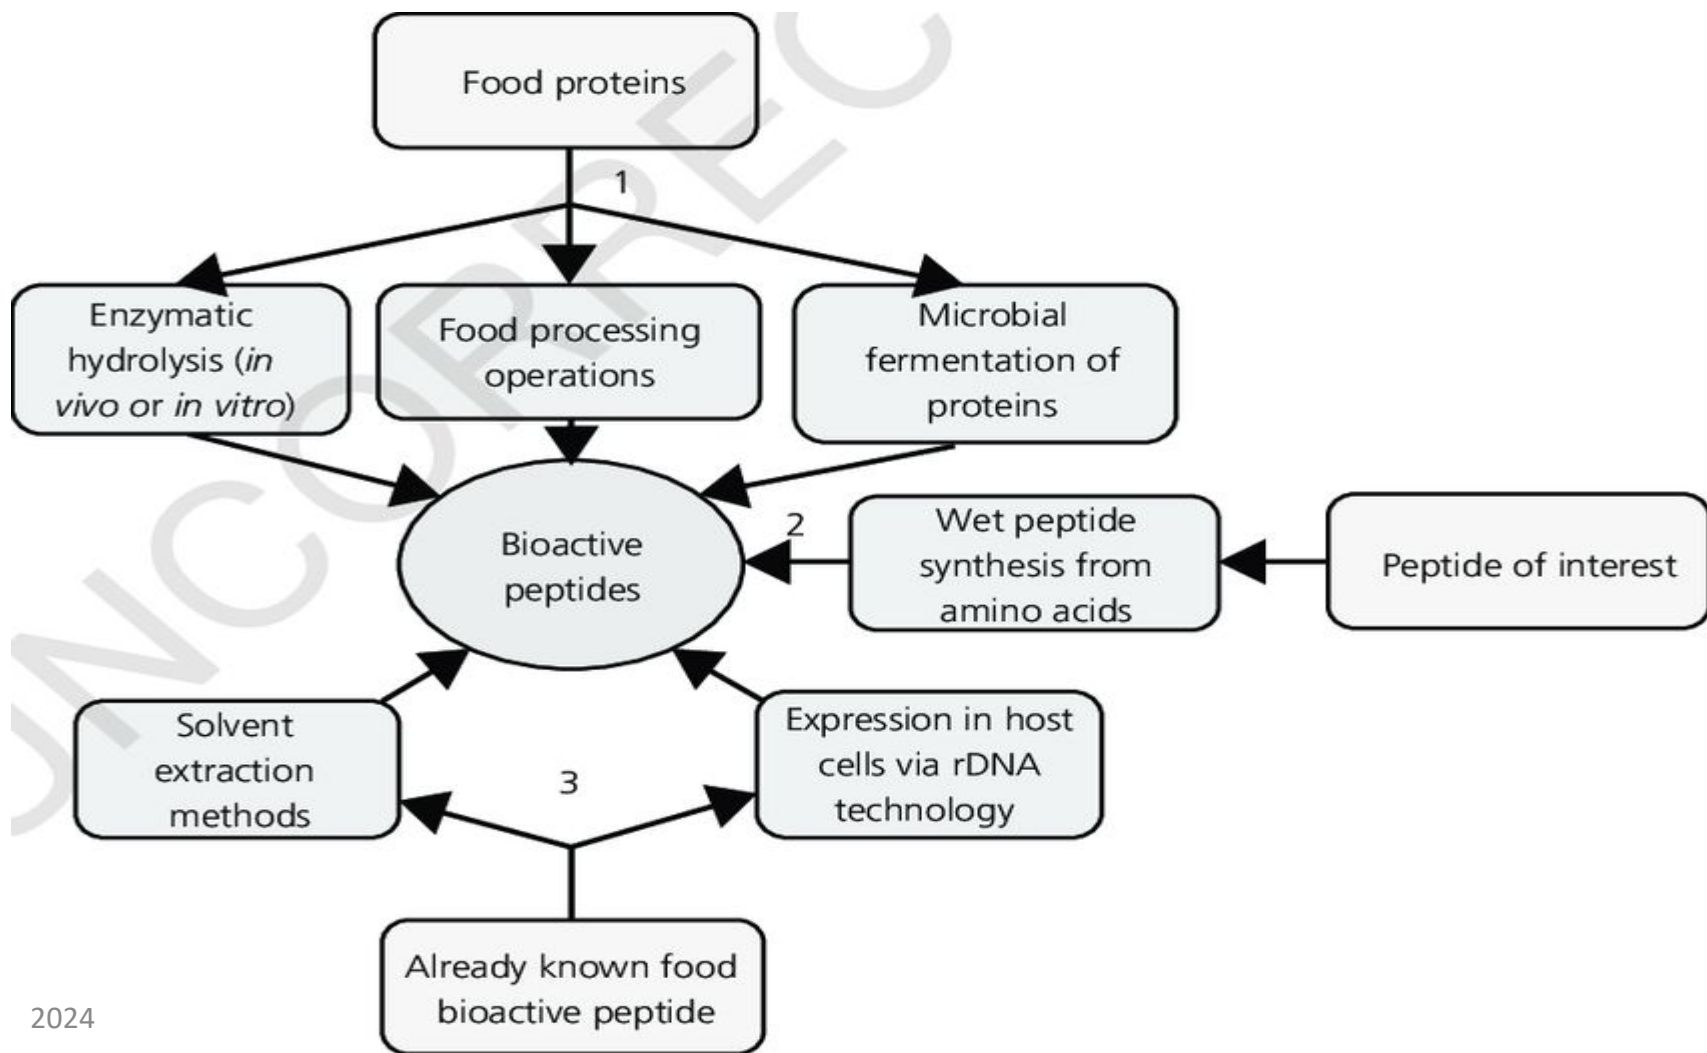 Food proteins
1
Enzymatic
hydrolysis (in
vivo or in vitro)
Food processing
operations
Microbial
fermentation of
proteins
Bioactive
peptides
2
Wet peptide
synthesis from
amino acids
Peptide of interest
Solvent
extraction
methods
3
Expression in host
cells via rDNA
technology
Already known food
bioactive peptide
2024
UNCORREC